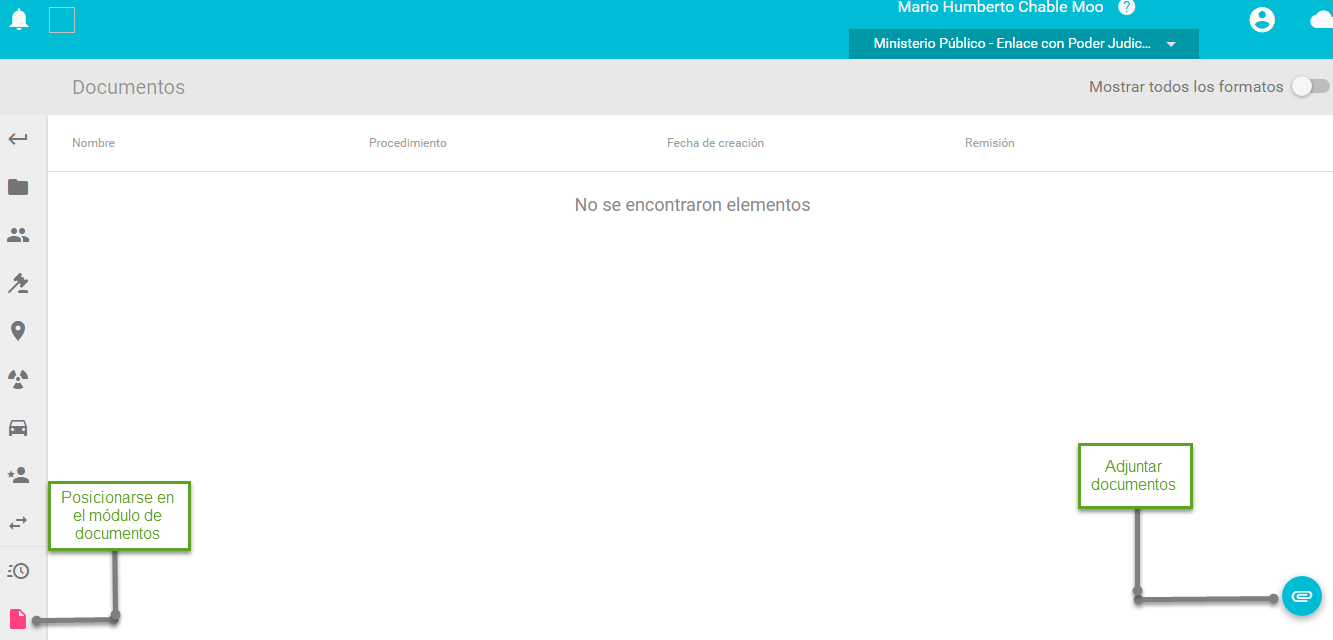 Mario Humberto Chable Moo ?
Ministerio Público - Enlace con Poder Judic...
Documentos
Mostrar todos los formatos
Nombre
Procedimiento
Fecha de creación
Remisión
No se encontraron elementos
Adjuntar
documentos
Posicionarse en
el módulo de
documentos